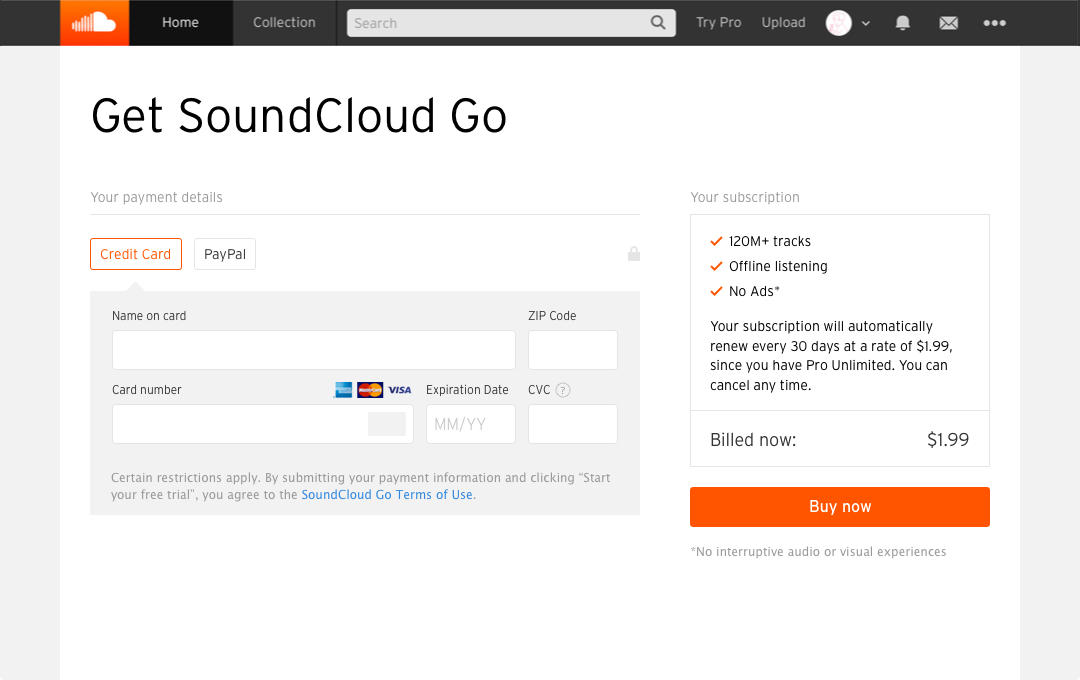 Home
Collection
Search
Try Pro
Upload
Get SoundCloud Go
Your payment details
Credit Card
PayPal
Name on card
ZIP Code
Card number
VISA
Expiration Date
CVC ?
MM/YY
Certain restrictions apply. By submitting your payment information and clicking “Start
your free trial”, you agree to the SoundCloud Go Terms of Use.
Your subscription
120M+ tracks
Offline listening
No Ads*
Your subscription will automatically
renew every 30 days at a rate of $1.99,
since you have Pro Unlimited. You can
cancel any time.
Billed now: $1.99
Buy now
*No interruptive audio or visual experiences